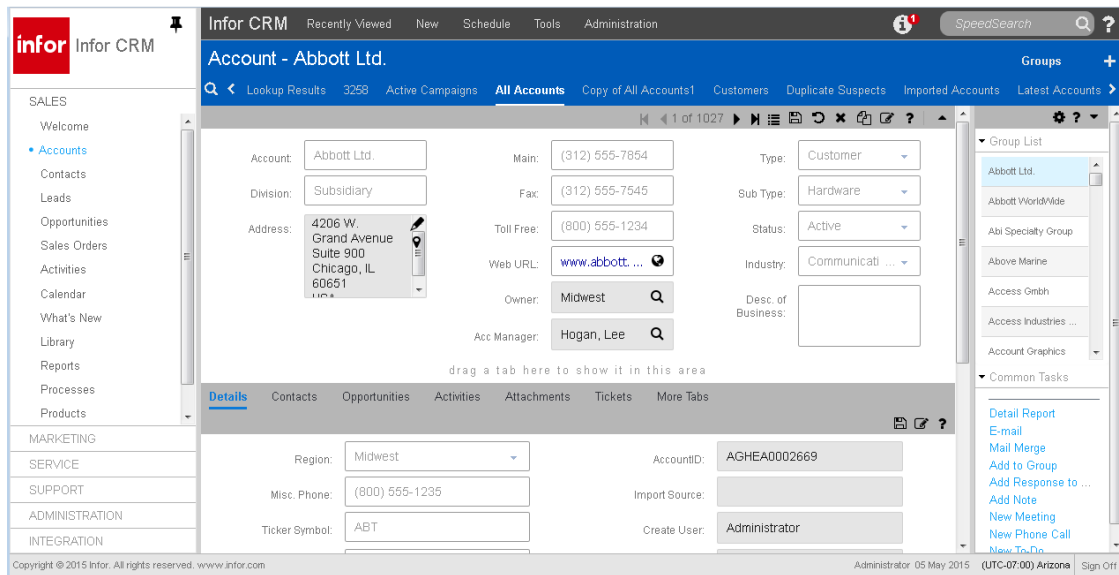 infor Infor CRM
Infor CRM Recently Viewed New Schedule Tools Administration 1 SpeedSearch ?
Account - Abbott Ltd. Groups +
Lookup Results 3258 Active Campaigns All Accounts Copy of All Accounts1 Customers Duplicate Suspects Imported Accounts Latest Accounts
SALES
Welcome
• Accounts
Contacts
Leads
Opportunities
Sales Orders
Activities
Calendar
What's New
Library
Reports
Processes
Products
MARKETING
SERVICE
SUPPORT
ADMINISTRATION
INTEGRATION
1 of 1027 ?
Account: Abbott Ltd.
Division: Subsidiary
Address: 4206 W.
Grand Avenue
Suite 900
Chicago, IL
60651
USA
Main: (312) 555-7854
Fax: (312) 555-7545
Toll Free: (800) 555-1234
Web URL: www.abbott. ...
Owner: Midwest
Acc Manager: Hogan, Lee
Type: Customer
Sub Type: Hardware
Status: Active
Industry: Communicati ...
Desc. of
Business:
drag a tab here to show it in this area
Details Contacts Opportunities Activities Attachments Tickets More Tabs
?
Region: Midwest
Misc. Phone: (800) 555-1235
Ticker Symbol: ABT
AccountID: AGHEA0002669
Import Source:
Create User: Administrator
?
Group List
Abbott Ltd.
Abbott WorldWide
Abi Specialty Group
Above Marine
Access Gmbh
Access Industries ...
Account Graphics
Common Tasks
Detail Report
E-mail
Mail Merge
Add to Group
Add Response to ...
Add Note
New Meeting
New Phone Call
New To-Do
Copyright © 2015 Infor. All rights reserved. www.infor.com Administrator 05 May 2015 (UTC-07:00) Arizona Sign Off